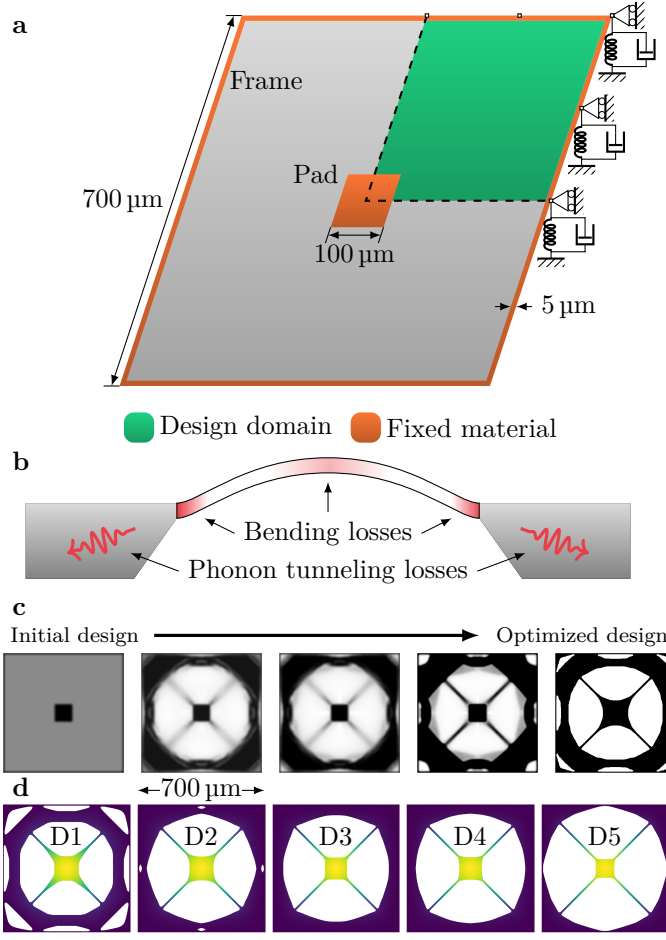 a
Frame
Pad
700 µm
100 µm
5 µm
Design domain
Fixed material
b
Bending losses
Phonon tunneling losses
c
Initial design
Optimized design
d
700 µm
D1
D2
D3
D4
D5